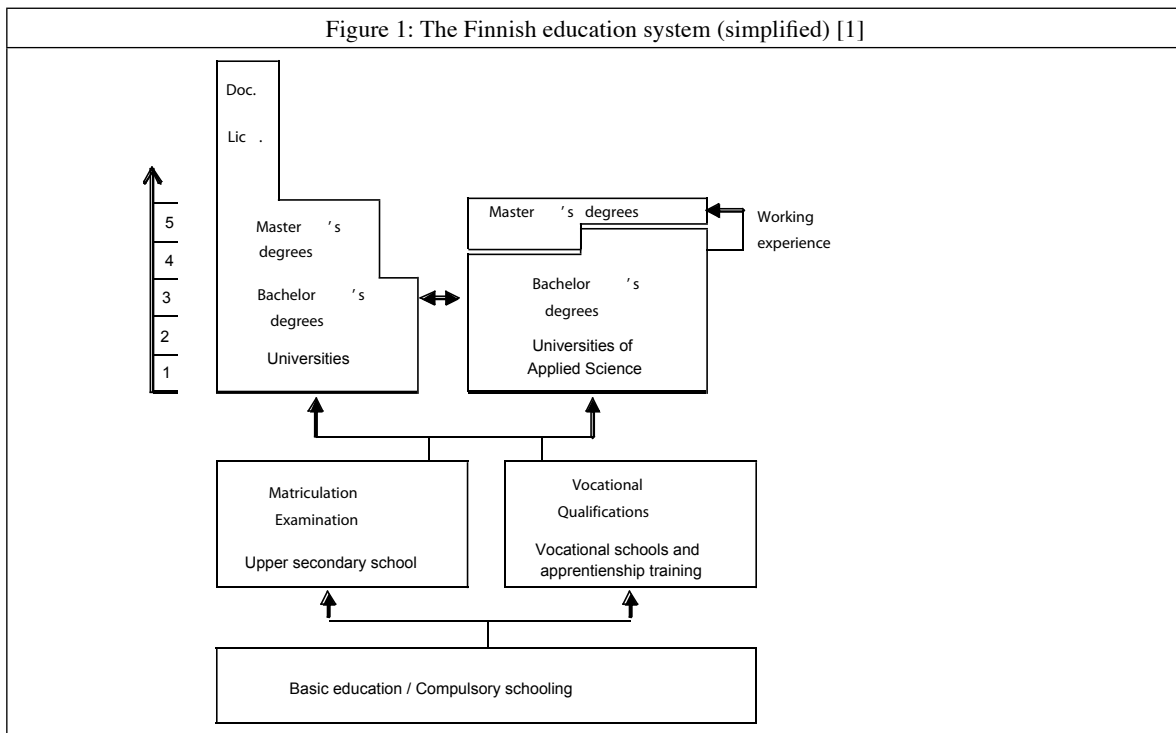 Figure 1: The Finnish education system (simplified) [1]
Doc.
Lic .
5
4
3
2
1
Master 's
degrees
Bachelor 's
degrees
Universities
Master 's degrees
Working
experience
Bachelor 's
degrees
Universities of
Applied Science
Matriculation
Examination
Upper secondary school
Vocational
Qualifications
Vocational schools and
apprentienship training
Basic education / Compulsory schooling